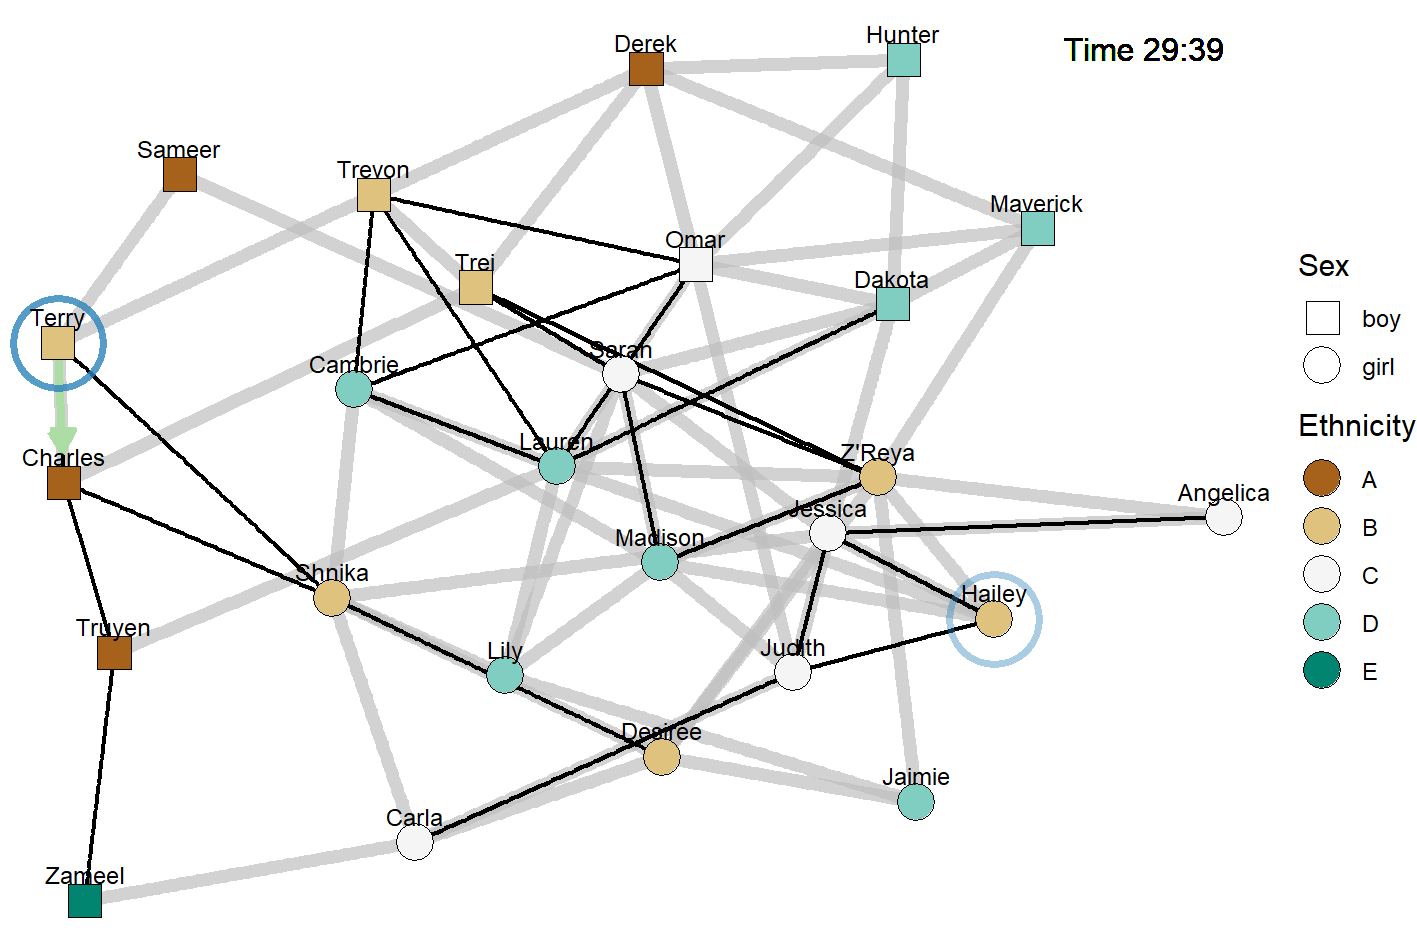 Time 29:39
Hunter
Derek
Sameer
Trevon
Maverick
Omar
Trei
Dakota
Terry
Saran
Cambrie
Lauren
Z'Reya
Charles
Angelica
Jessica
Madison
Shnika
Hailey
Truyen
Lily
Judith
Desiree
Jaimie
Carla
Zameel
Sex
boy
girl
Ethnicity
A
B
C
D
E